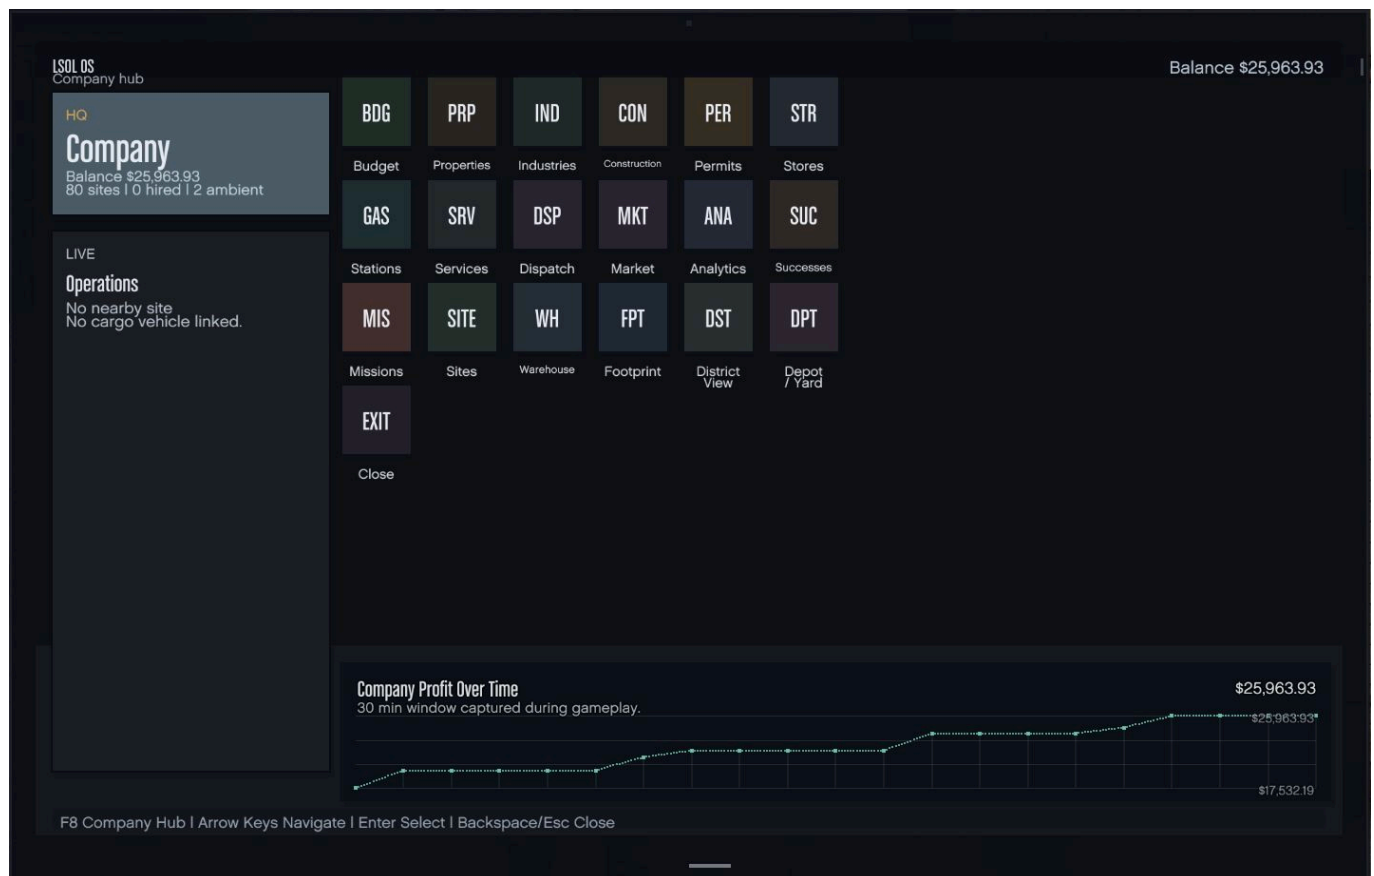 LSOL OS
Company hub
Balance $25,963.93
HQ
Company
Balance $25,963.93
80 sites | 0 hired | 2 ambient
LIVE
Operations
No nearby site
No cargo vehicle linked.
BDG PRP IND CON PER STR
Budget Properties Industries Construction Permits Stores
GAS SRV DSP MKT ANA SUC
Stations Services Dispatch Market Analytics Successes
MIS SITE WH FPT DST DPT
Missions Sites Warehouse Footprint District View Depot / Yard
EXIT
Close
Company Profit Over Time
$25,963.93
30 min window captured during gameplay.
$25,963.93
$17,532.19
F8 Company Hub | Arrow Keys Navigate | Enter Select | Backspace/Esc Close